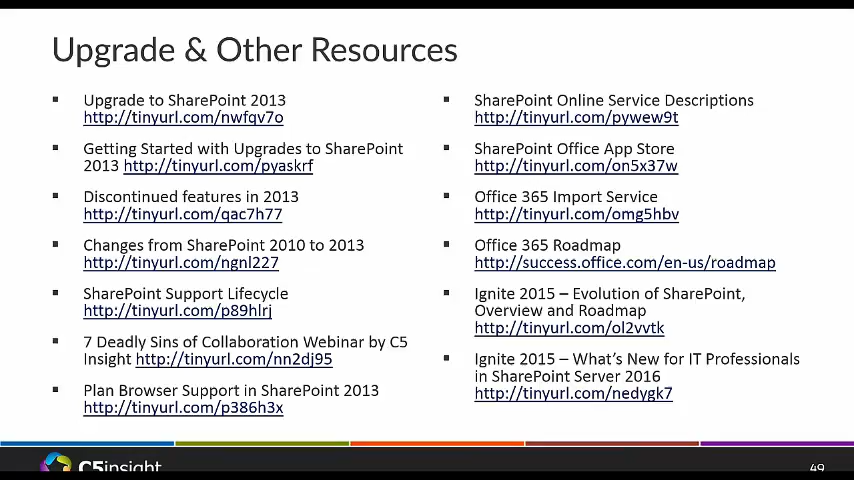 Upgrade & Other Resources
▪ Upgrade to SharePoint 2013
http://tinyurl.com/nwfqv7o
▪ Getting Started with Upgrades to SharePoint
2013 http://tinyurl.com/pyaskrf
▪ Discontinued features in 2013
http://tinyurl.com/qac7h77
▪ Changes from SharePoint 2010 to 2013
http://tinyurl.com/ngnl227
▪ SharePoint Support Lifecycle
http://tinyurl.com/p89hlrj
▪ 7 Deadly Sins of Collaboration Webinar by C5
Insight http://tinyurl.com/nn2dj95
▪ Plan Browser Support in SharePoint 2013
http://tinyurl.com/p386h3x
▪ SharePoint Online Service Descriptions
http://tinyurl.com/pywew9t
▪ SharePoint Office App Store
http://tinyurl.com/on5x37w
▪ Office 365 Import Service
http://tinyurl.com/omg5hbv
▪ Office 365 Roadmap
http://success.office.com/en-us/roadmap
▪ Ignite 2015 – Evolution of SharePoint,
Overview and Roadmap
http://tinyurl.com/ol2vvtk
▪ Ignite 2015 – What's New for IT Professionals
in SharePoint Server 2016
http://tinyurl.com/nedygk7
C5insight
49